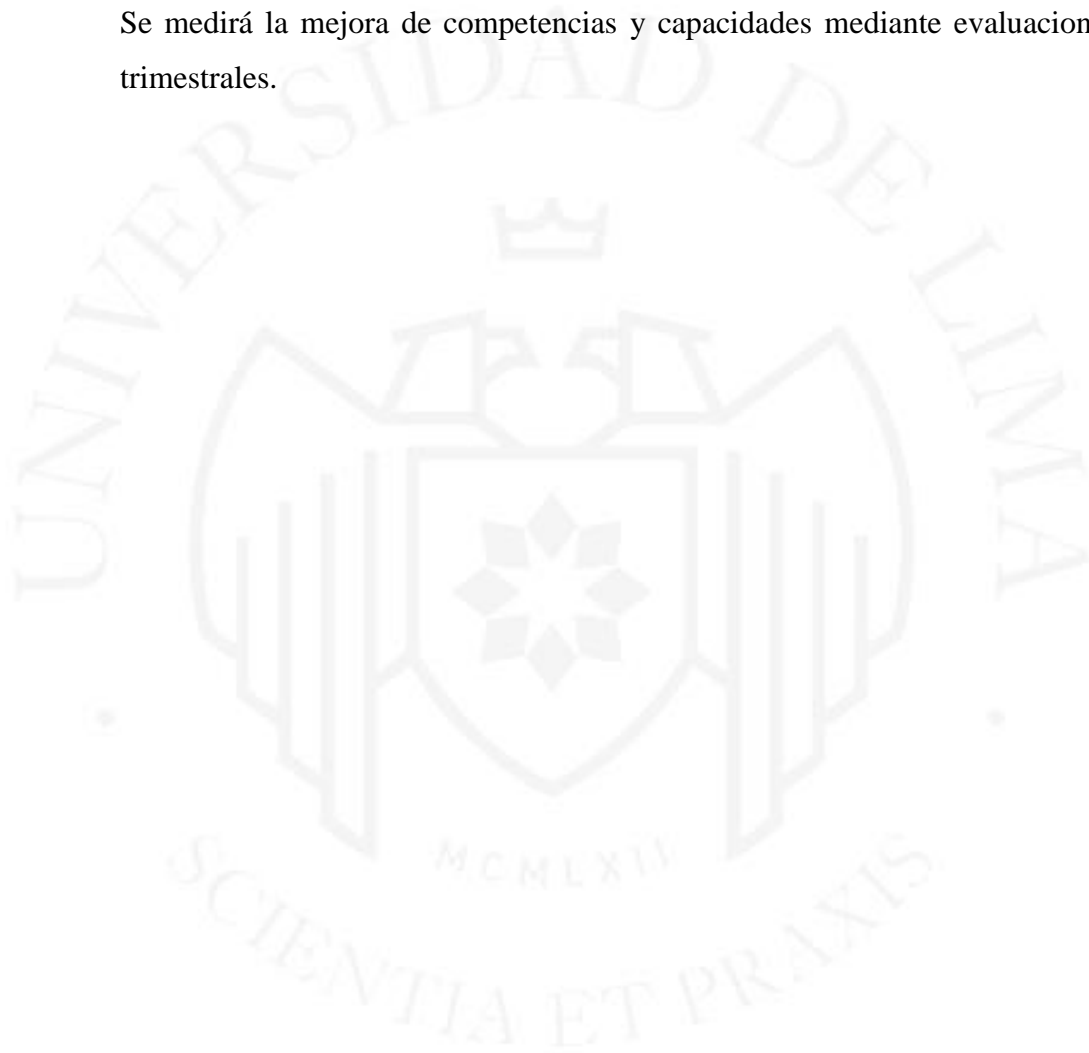 Se medirá la mejora de competencias y capacidades mediante evaluacion
trimestrales.
UNIVERSIDAD DE LIMA
MCMLXII
SCIENTIA ET PRAXIS